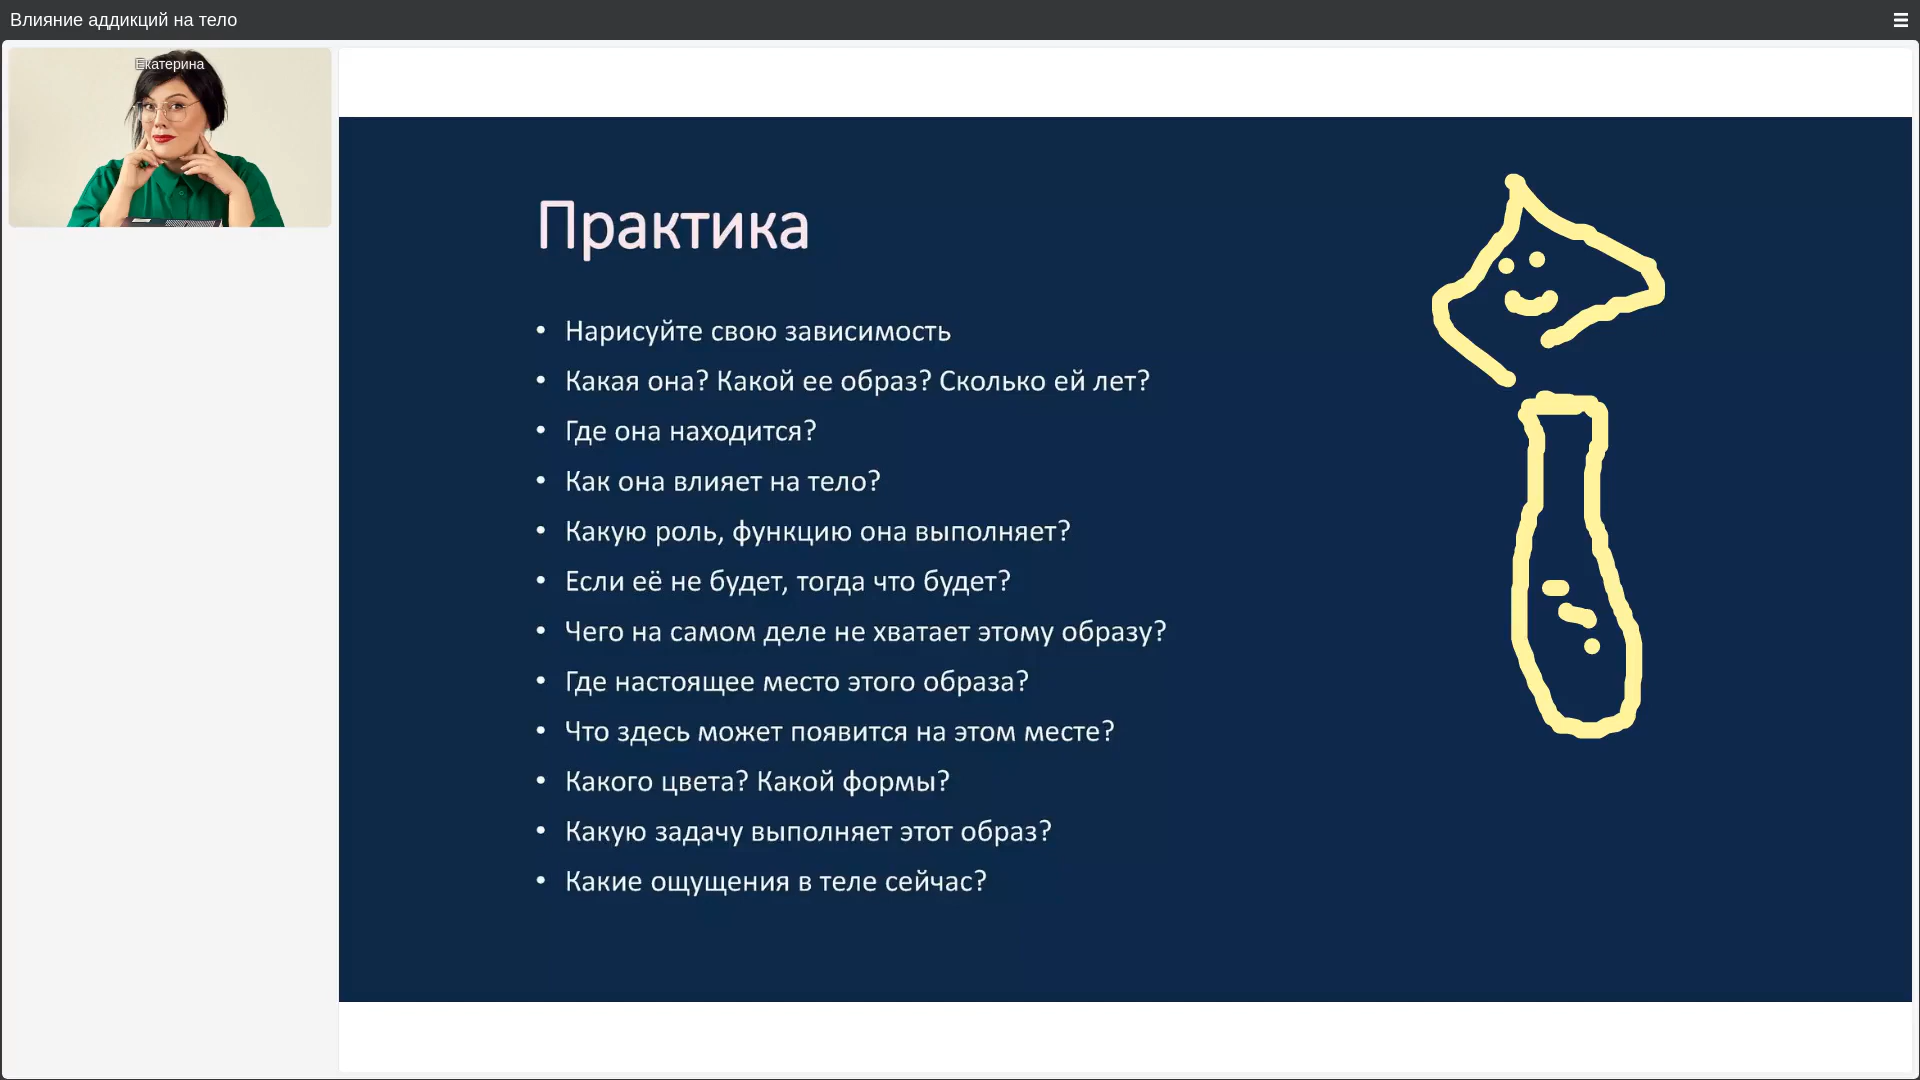 Влияние аддикций на тело
Екатерина
Практика
• Нарисуйте свою зависимость
• Какая она? Какой ее образ? Сколько ей лет?
• Где она находится?
• Как она влияет на тело?
• Какую роль, функцию она выполняет?
• Если её не будет, тогда что будет?
• Чего на самом деле не хватает этому образу?
• Где настоящее место этого образа?
• Что здесь может появится на этом месте?
• Какого цвета? Какой формы?
• Какую задачу выполняет этот образ?
• Какие ощущения в теле сейчас?